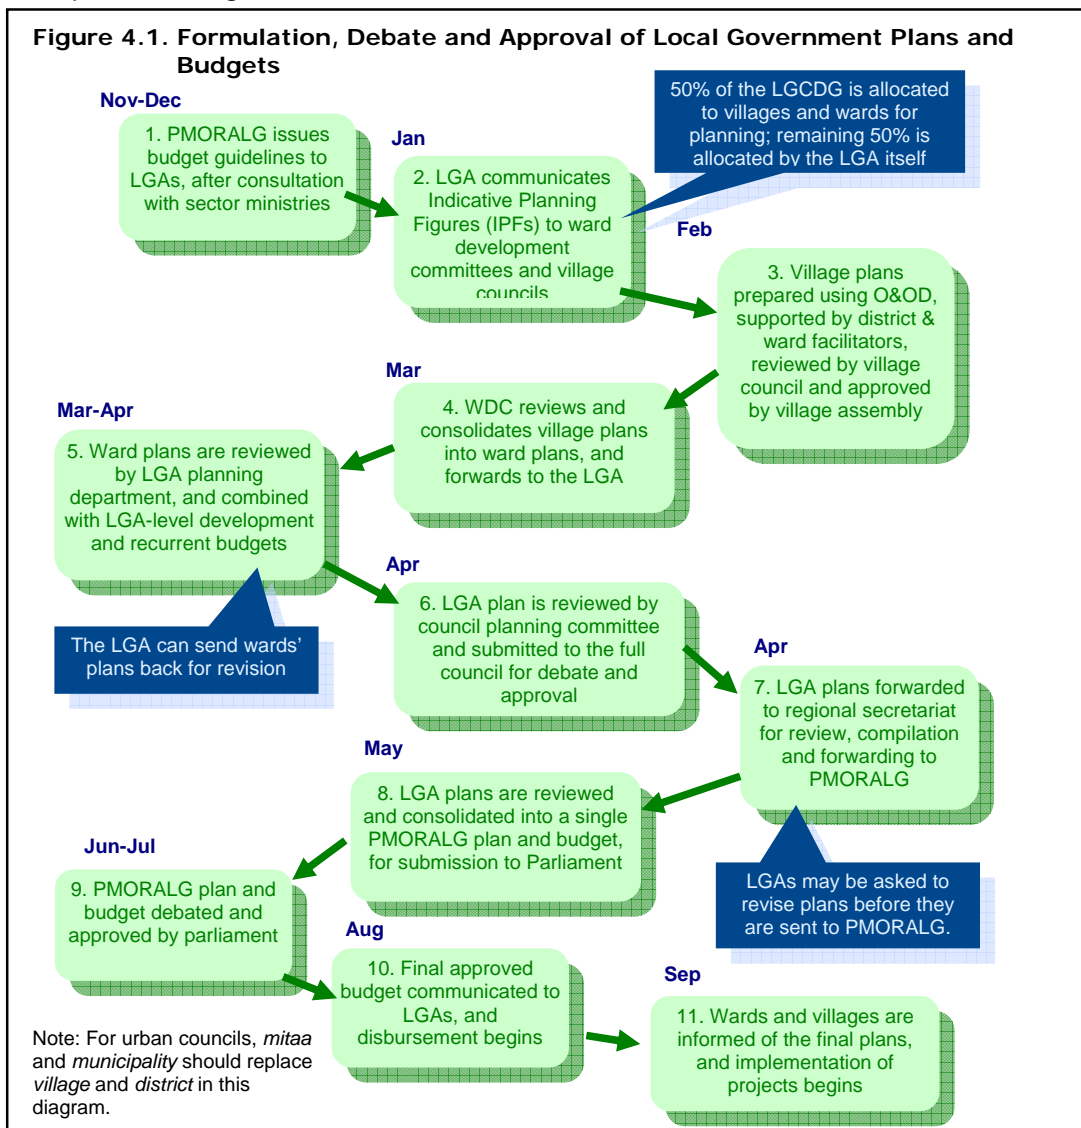 Figure 4.1. Formulation, Debate and Approval of Local Government Plans and
Budgets
Nov-Dec
1. PMORALG issues
budget guidelines to
LGAs, after consultation
with sector ministries
Jan
2. LGA communicates
Indicative Planning
Figures (IPFs) to ward
development
committees and village
councils
50% of the LGCDG is allocated
to villages and wards for
planning; remaining 50% is
allocated by the LGA itself
Feb
3. Village plans
prepared using O&OD,
supported by district &
ward facilitators,
reviewed by village
council and approved
by village assembly
Mar
4. WDC reviews and
consolidates village plans
into ward plans, and
forwards to the LGA
Mar-Apr
5. Ward plans are reviewed
by LGA planning
department, and combined
with LGA-level development
and recurrent budgets
The LGA can send wards'
plans back for revision
Apr
6. LGA plan is reviewed by
council planning committee
and submitted to the full
council for debate and
approval
Apr
7. LGA plans forwarded
to regional secretariat
for review, compilation
and forwarding to
PMORALG
LGAs may be asked to
revise plans before they
are sent to PMORALG.
May
8. LGA plans are reviewed
and consolidated into a single
PMORALG plan and budget,
for submission to Parliament
Jun-Jul
9. PMORALG plan and
budget debated and
approved by parliament
Aug
10. Final approved
budget communicated to
LGAs, and
disbursement begins
Sep
11. Wards and villages are
informed of the final plans,
and implementation of
projects begins
Note: For urban councils, mitaa
and municipality should replace
village and district in this
diagram.